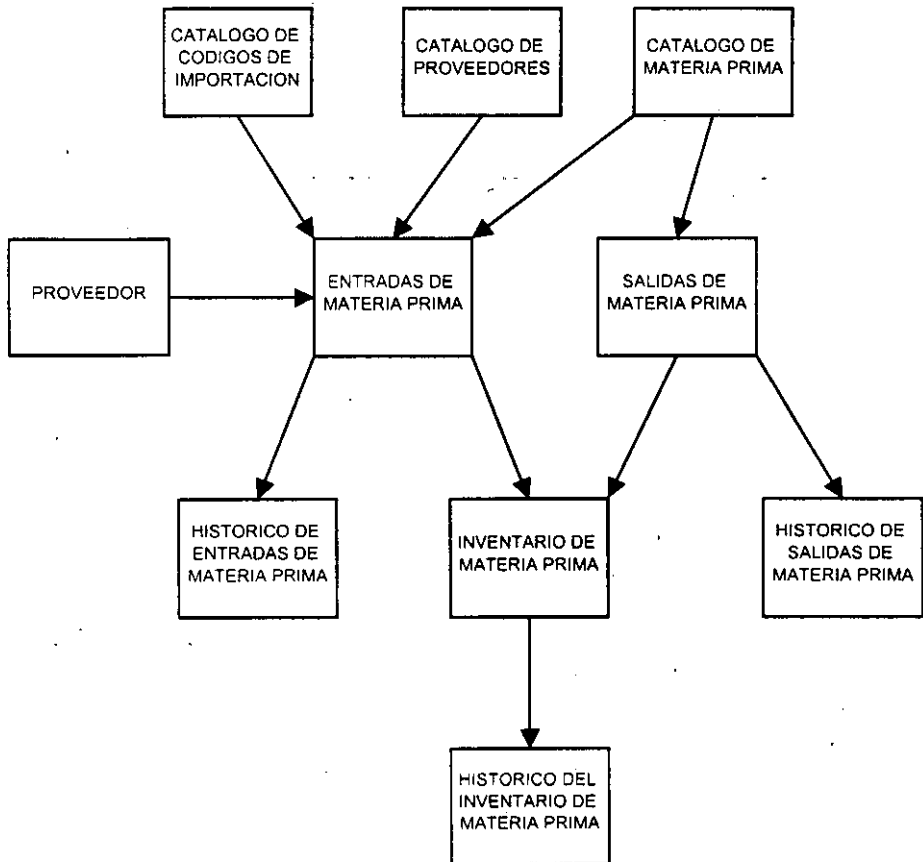 CATALOGO DE
CODIGOS DE
IMPORTACION
CATALOGO DE
PROVEEDORES
CATALOGO DE
MATERIA PRIMA
PROVEEDOR
ENTRADAS DE
MATERIA PRIMA
SALIDAS DE
MATERIA PRIMA
HISTÓRICO DE
ENTRADAS DE
MATERIA PRIMA
INVENTARIO DE
MATERIA PRIMA
HISTORICO DE
SALIDAS DE
MATERIA PRIMA
HISTORICO DEL
INVENTARIO DE
MATERIA PRIMA